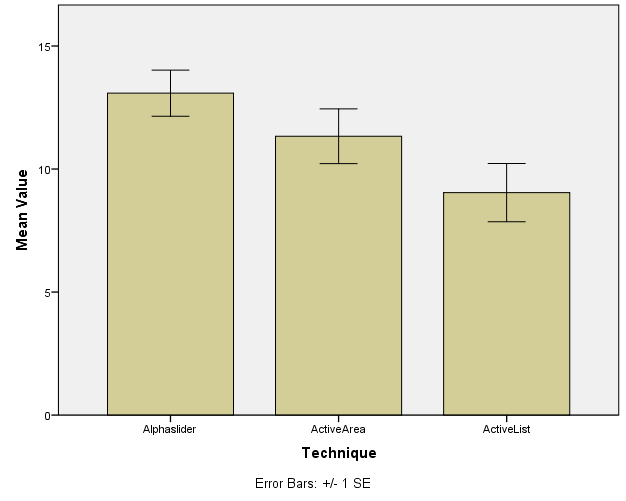 15
10
5
0
Mean Value
Alphaslider
ActiveArea
ActiveList
Technique
Error Bars: +/- 1 SE